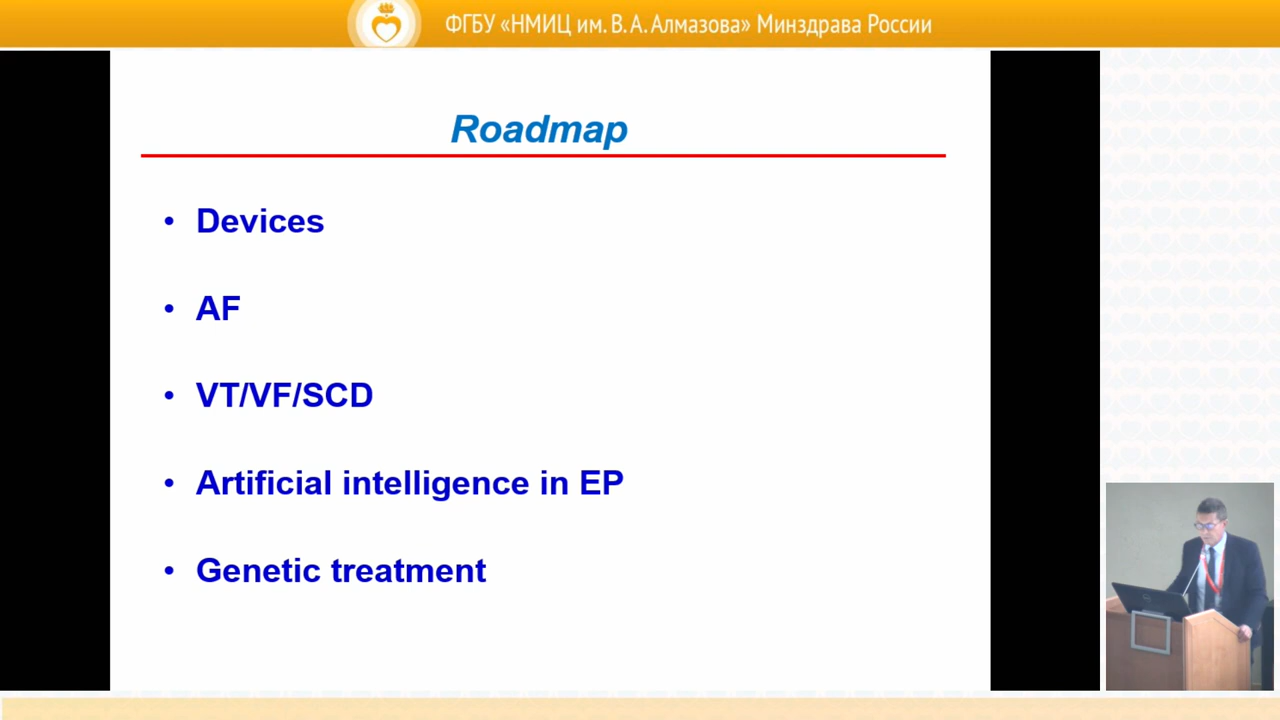 ФГБУ «НМИЦ им. В. А. Алмазова» Минздрава России
Roadmap
• Devices
• AF
• VT/VF/SCD
• Artificial intelligence in EP
• Genetic treatment